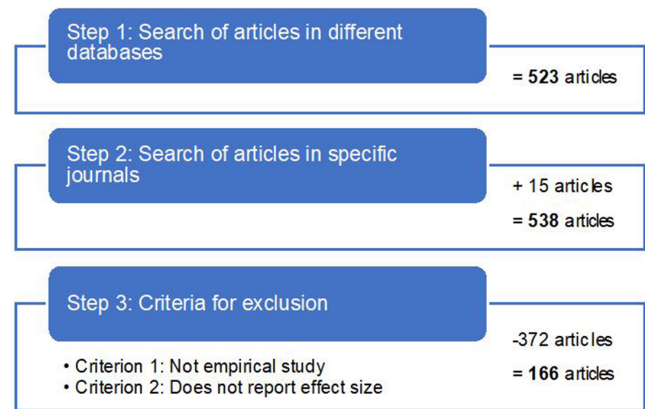 Step 1: Search of articles in different
databases
= 523 articles
Step 2: Search of articles in specific
journals
+ 15 articles
= 538 articles
Step 3: Criteria for exclusion
-372 articles
= 166 articles
• Criterion 1: Not empirical study
• Criterion 2: Does not report effect size